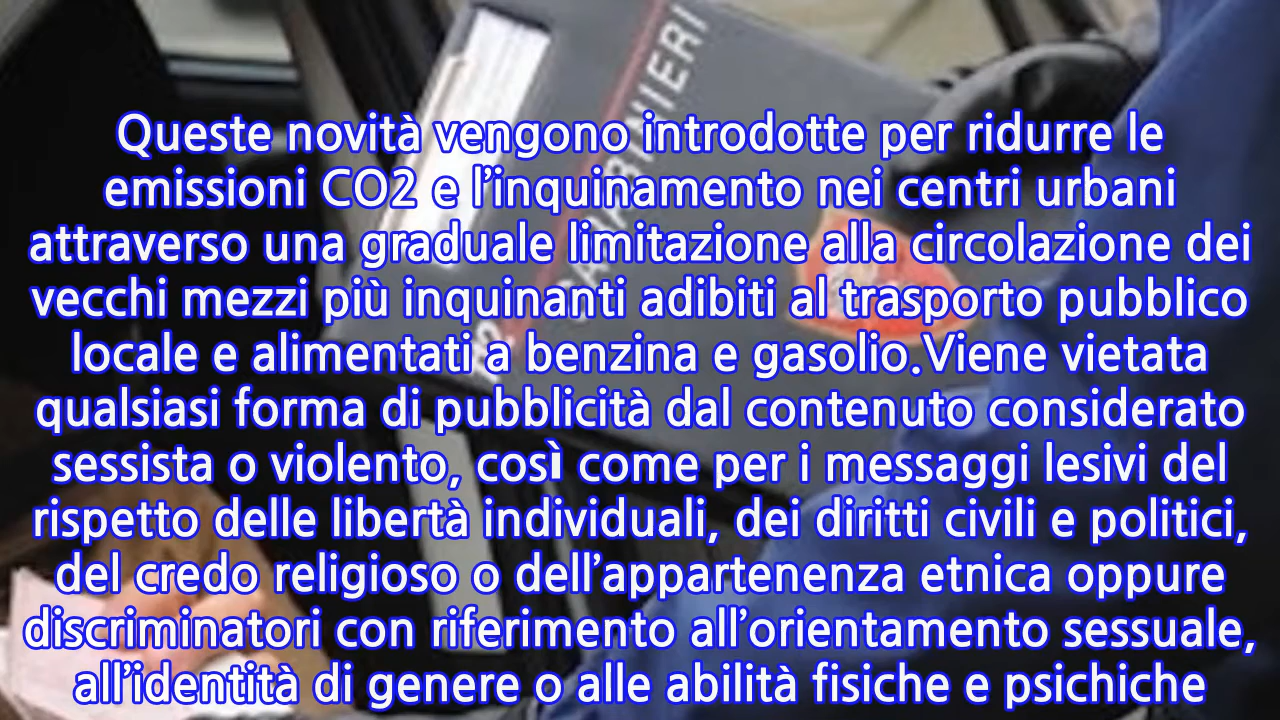 CARABINIERI
Queste novità vengono introdotte per ridurre le
emissioni CO2 e l'inquinamento nei centri urbani
attraverso una graduale limitazione alla circolazione dei
vecchi mezzi più inquinanti adibiti al trasporto pubblico
locale e alimentati a benzina e gasolio.Viene vietata
qualsiasi forma di pubblicità dal contenuto considerato
sessista o violento, così come per i messaggi lesivi del
rispetto delle libertà individuali, dei diritti civili e politici,
del credo religioso o dell'appartenenza etnica oppure
discriminatori con riferimento all'orientamento sessuale,
all'identità di genere o alle abilità fisiche e psichiche